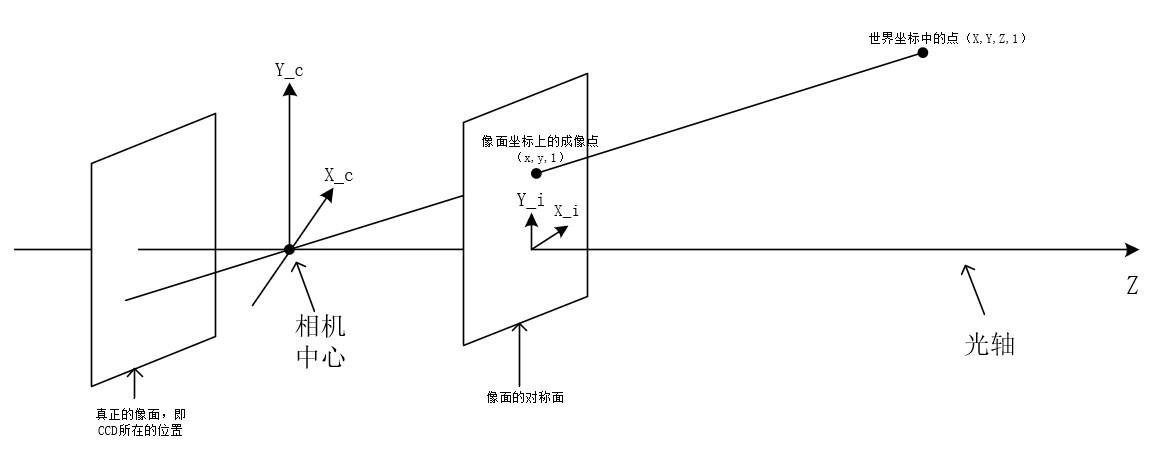 世界坐标中的点（X,Y,Z,1）
Y_c
像面坐标上的成像点
（x,y,1）
X_c
Y_i
X_i
Z
相机
中心
光轴
像面的对称面
真正的像面，即
CCD所在的位置